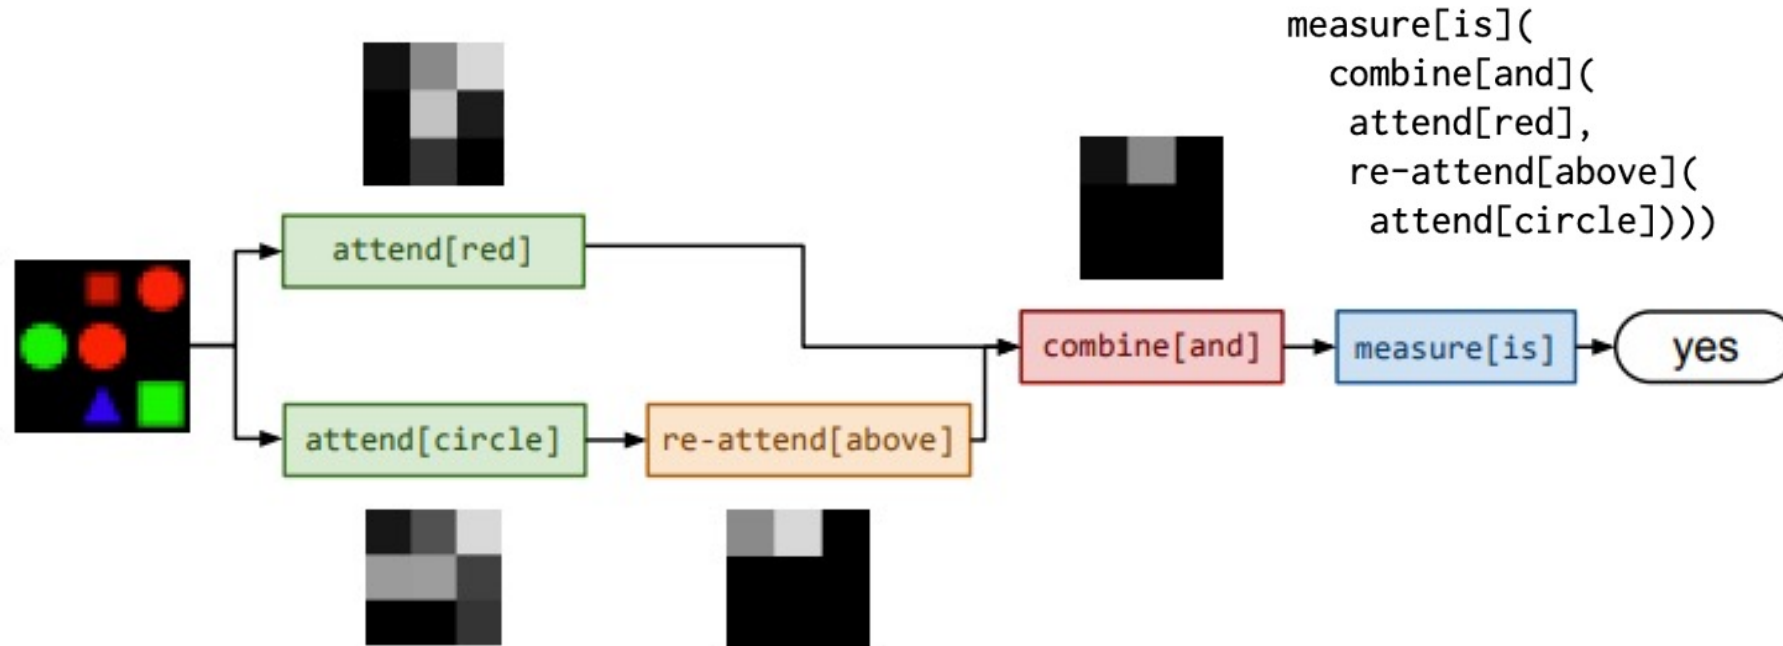 measure[is](
combine[and](
attend[red],
re-attend[above](
attend[circle])))
attend[red]
combine[and]
measure[is]
yes
attend[circle]
re-attend[above]